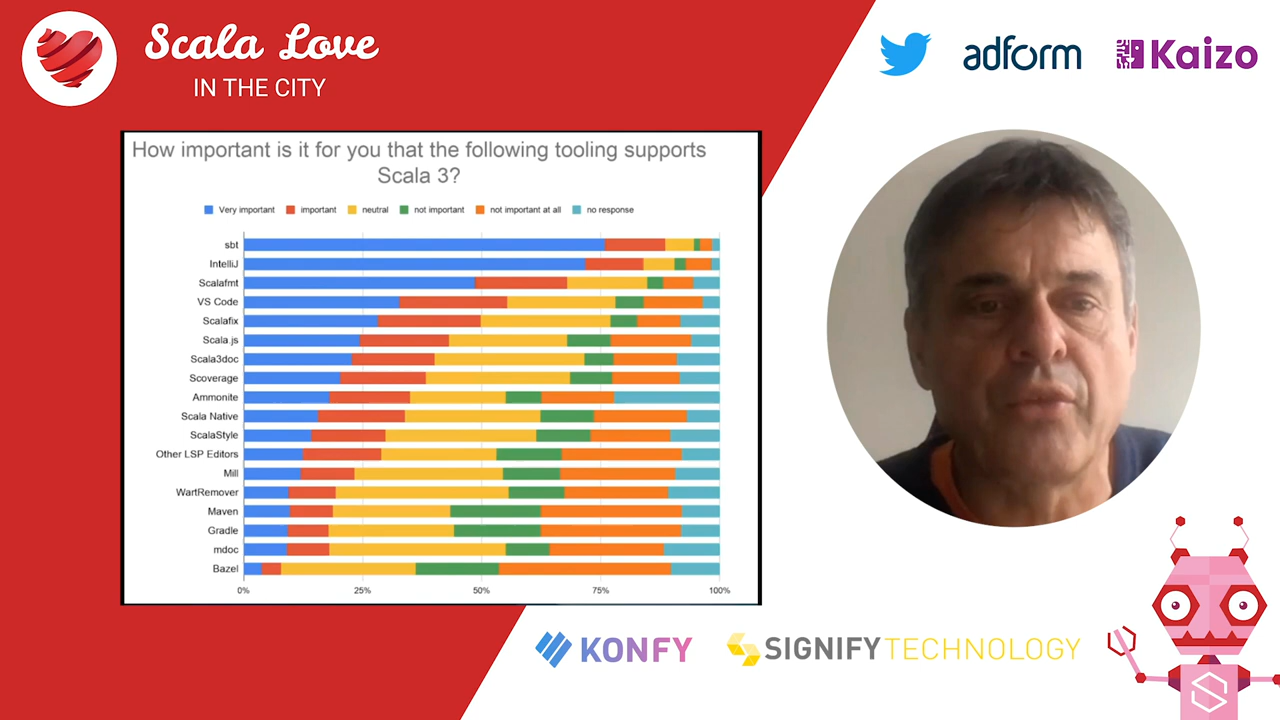 Scala Love
IN THE CITY
adform
Kaizo
How important is it for you that the following tooling supports
Scala 3?
Very important
important
neutral
not important
not important at all
no response
sbt
IntelliJ
Scalafmt
VS Code
Scalafix
Scala.js
Scala3doc
Scoverage
Ammonite
Scala Native
ScalaStyle
Other LSP Editors
Mill
WartRemover
Maven
Gradle
mdoc
Bazel
0%
25%
50%
75%
100%
KONFY
SIGNIFYTECHNOLOGY